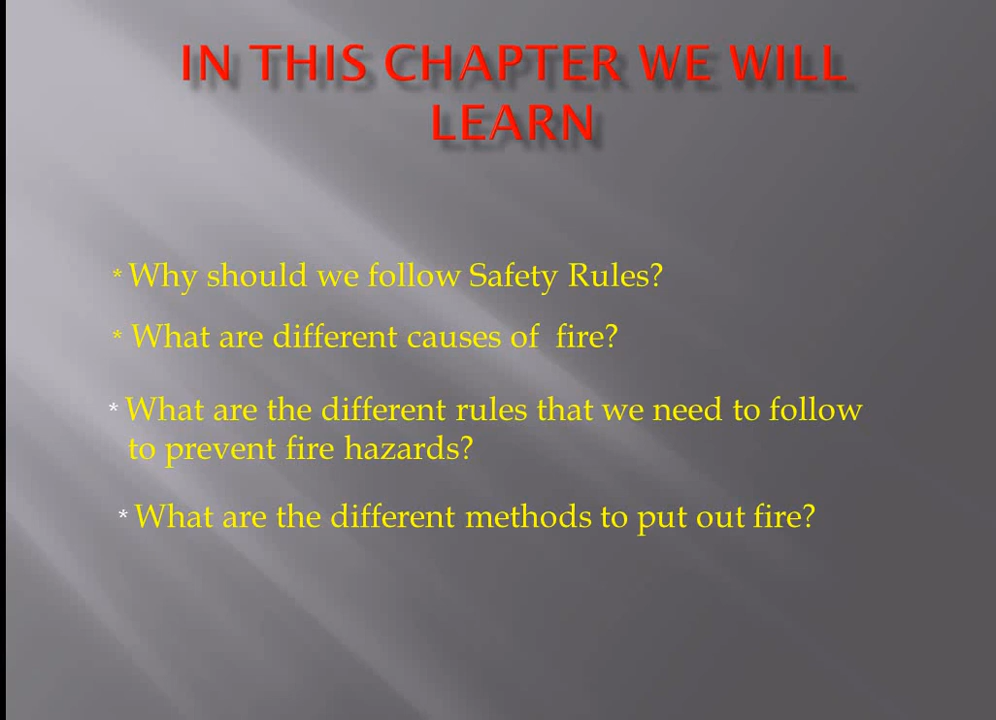 IN THIS CHAPTER WE WILL
LEARN
* Why should we follow Safety Rules?
* What are different causes of fire?
* What are the different rules that we need to follow
to prevent fire hazards?
* What are the different methods to put out fire?